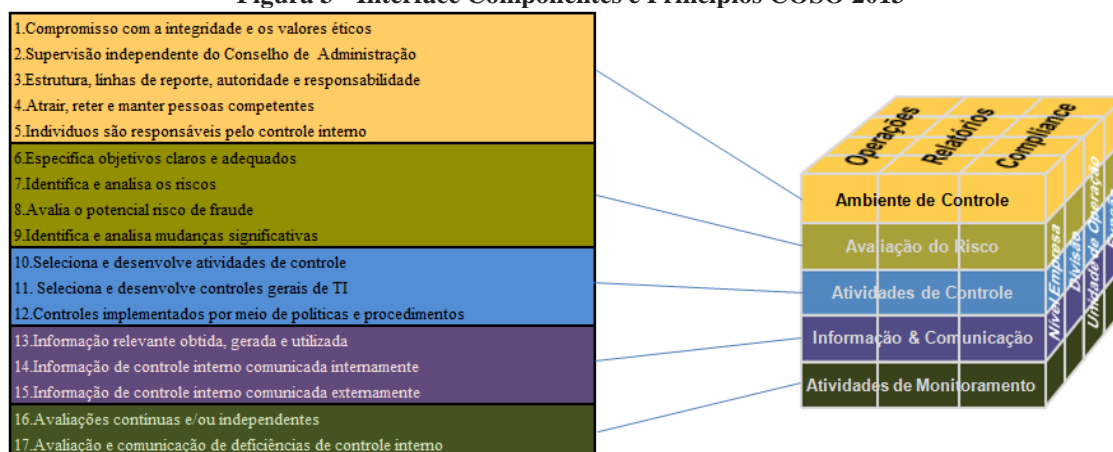 Figura 3 - Interface Componentes e Princípios COSO 2013
1.Compromisso com a integridade e os valores éticos
2.Supervisão independente do Conselho de Administração
3.Estrutura, linhas de reporte, autoridade e responsabilidade
4.Atrair, reter e manter pessoas competentes
5.Individuos são responsáveis pelo controle interno
6.Especifica objetivos claros e adequados
7.Identifica e analisa os riscos
8.Avalia o potencial risco de fraude
9.Identifica e analisa mudanças significativas
10.Seleciona e desenvolve atividades de controle
11. Seleciona e desenvolve controles gerais de TI
12.Controles implementados por meio de políticas e procedimentos
13.Informação relevante obtida, gerada e utilizada
14.Informação de controle interno comunicada internamente
15.Informação de controle interno comunicada externamente
16.Avaliações contínuas e/ou independentes
17.Avaliação e comunicação de deficiências de controle interno
Operações
Relatórios
Compliance
Ambiente de Controle
Avaliação do Risco
Atividades de Controle
Informação & Comunicação
Atividades de Monitoramento
Nível Empresa
Divisão
Unidade de Operação